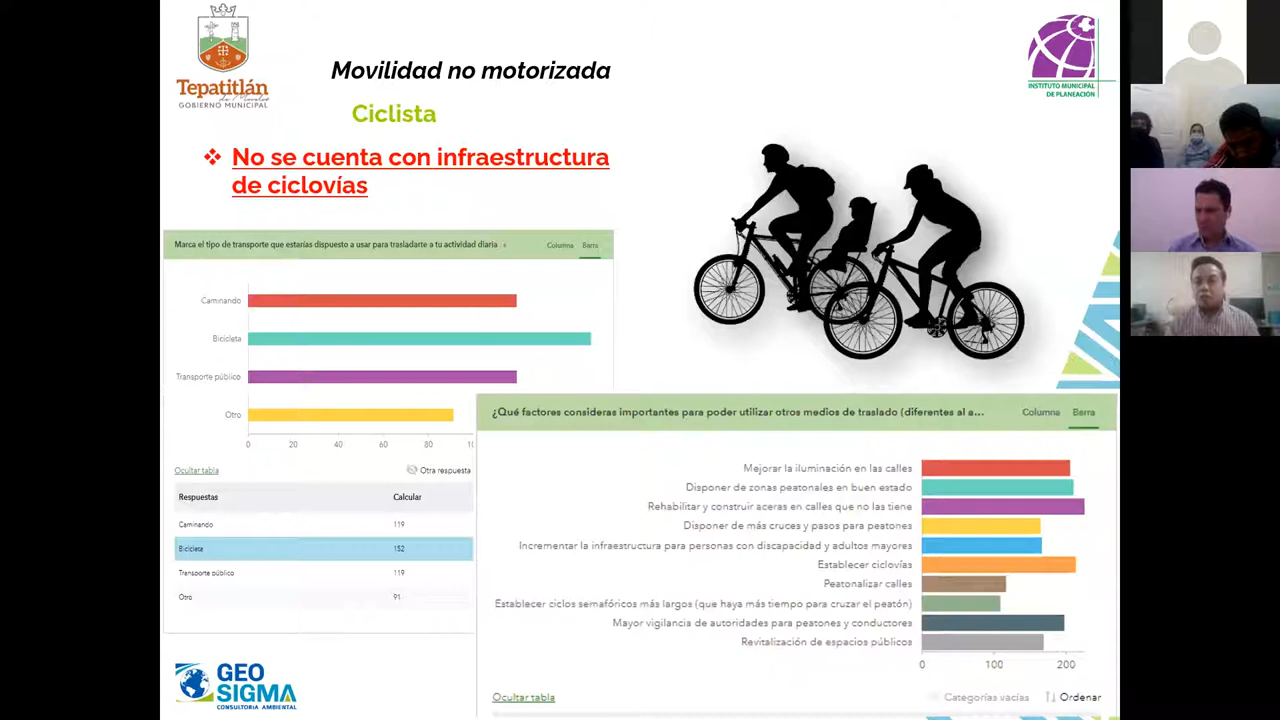 Tepatitlán
de Morelos
GOBIERNO MUNICIPAL
Movilidad no motorizada
Ciclista
INSTITUTO MUNICIPAL
DE PLANEACIÓN
❖ No se cuenta con infraestructura
de ciclovías
Marca el tipo de transporte que estarías dispuesto a usar para trasladarte a tu actividad diaria
Columna Barra
Caminando
Bicicleta
Transporte público
Otro
0 20 40 60 80
Ocultar tabla Otra respuesta
Respuestas Calcular
Caminando 119
Bicicleta 152
Transporte público 119
Otro 91
¿Qué factores consideras importantes para poder utilizar otros medios de traslado (diferentes al a...
Columna Barra
Mejorar la iluminación en las calles
Disponer de zonas peatonales en buen estado
Rehabilitar y construir aceras en calles que no las tiene
Disponer de más cruces y pasos para peatones
Incrementar la infraestructura para personas con discapacidad y adultos mayores
Establecer ciclovías
Peatonalizar calles
Establecer ciclos semafóricos más largos (que haya más tiempo para cruzar el peatón)
Mayor vigilancia de autoridades para peatones y conductores
Revitalización de espacios públicos
0 100 200
Ocultar tabla Categorías vacías Ordenar
GEO
SIGMA
CONSULTORIA AMBIENTAL